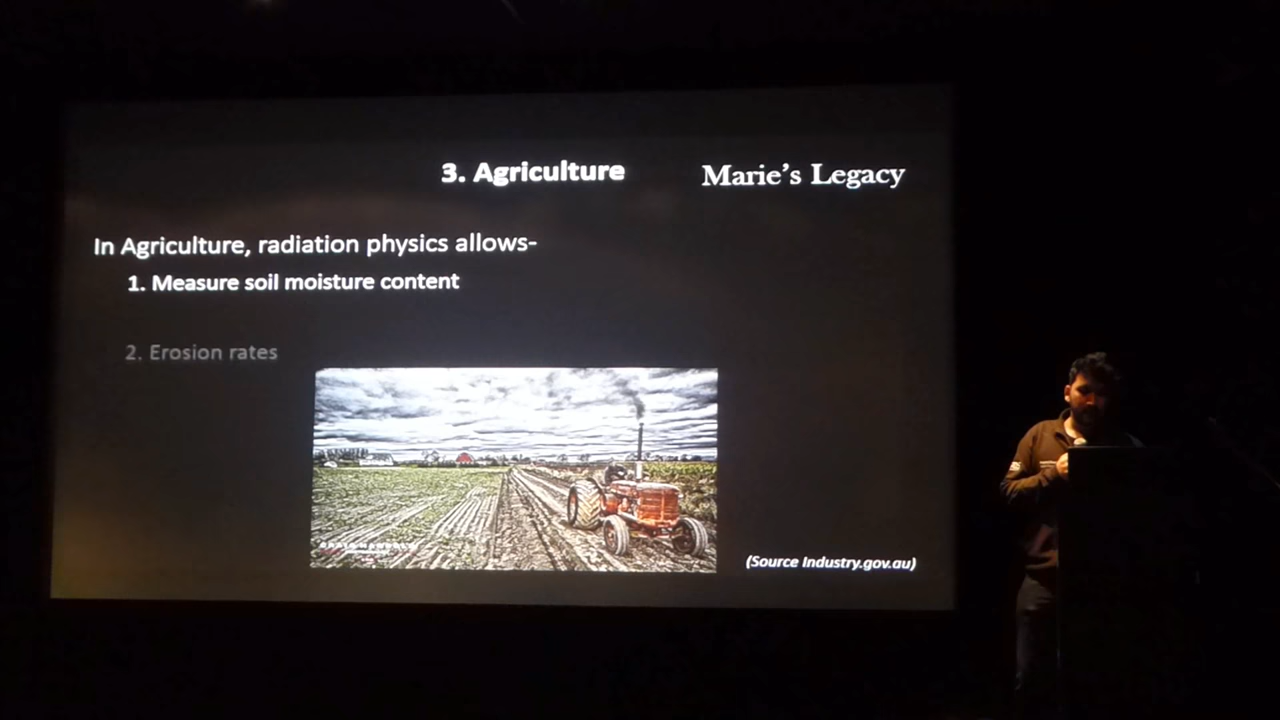 3. Agriculture
Marie's Legacy
In Agriculture, radiation physics allows-
1. Measure soil moisture content
2. Erosion rates
(Source Industry.gov.au)